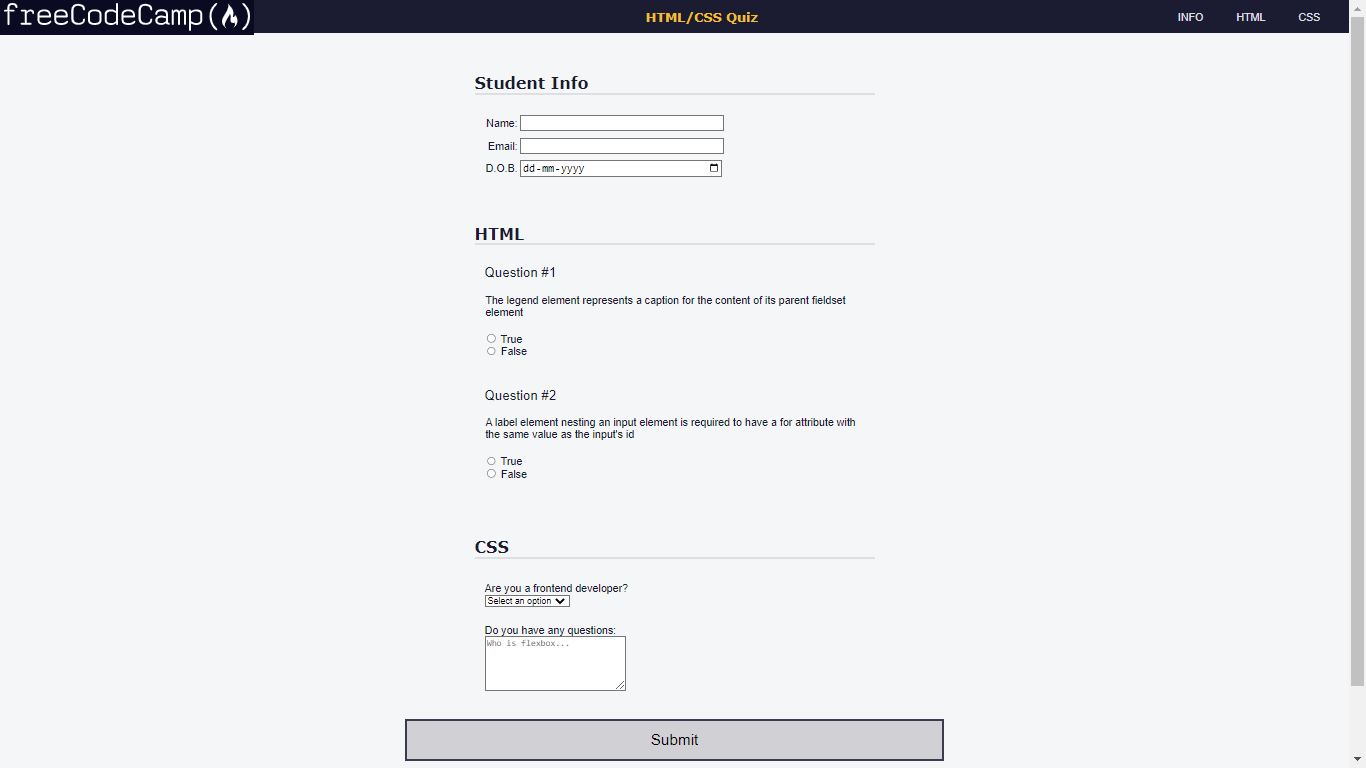 freeCodeCamp(🔥)
HTML/CSS Quiz
INFO
HTML
CSS
Student Info
Name:
Email:
D.O.B.
dd-mm-yyyy
HTML
Question #1
The legend element represents a caption for the content of its parent fieldset
element
True
False
Question #2
A label element nesting an input element is required to have a for attribute with
the same value as the input's id
True
False
CSS
Are you a frontend developer?
Select an option
Do you have any questions:
Who is flexbox...
Submit